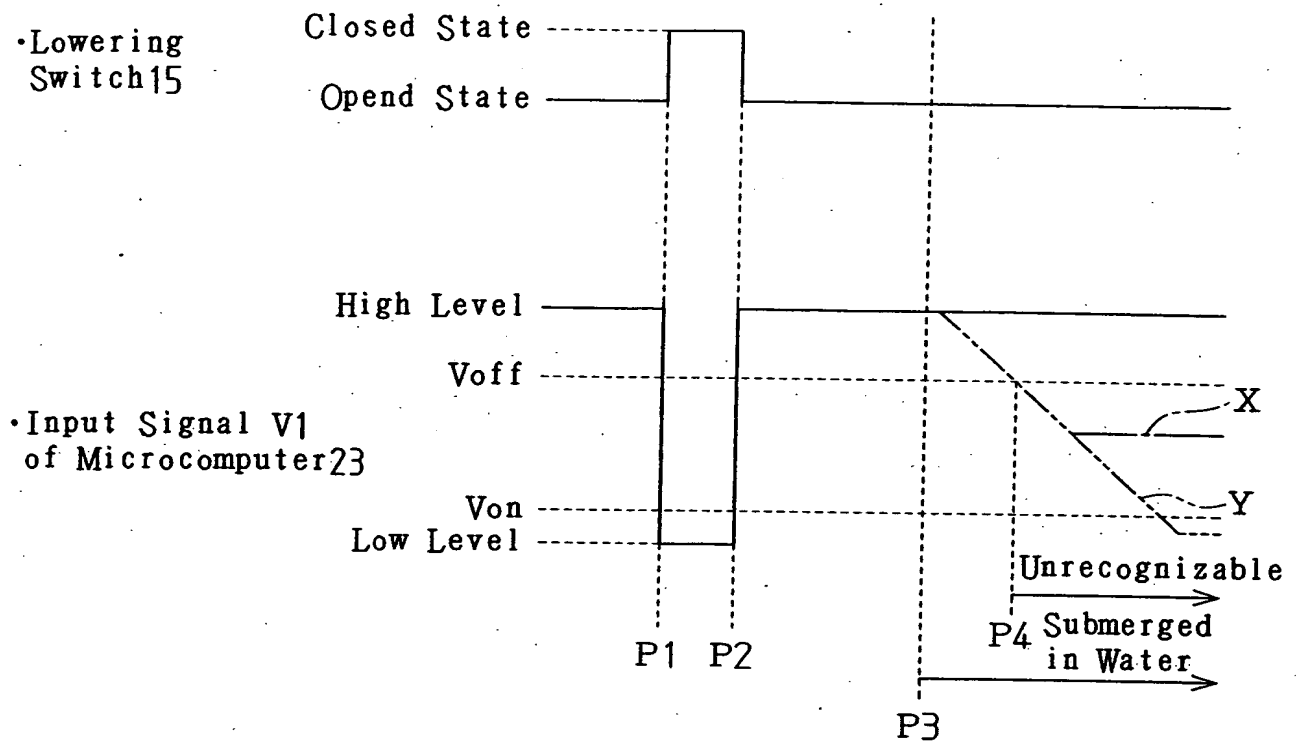 ·Lowering
Switch15
Closed State
Opend State
High Level
Voff
·Input Signal V1
of Microcomputer23
Von
Low Level
X
Y
Unrecognizable
P4
Submerged
in Water
P1
P2
P3